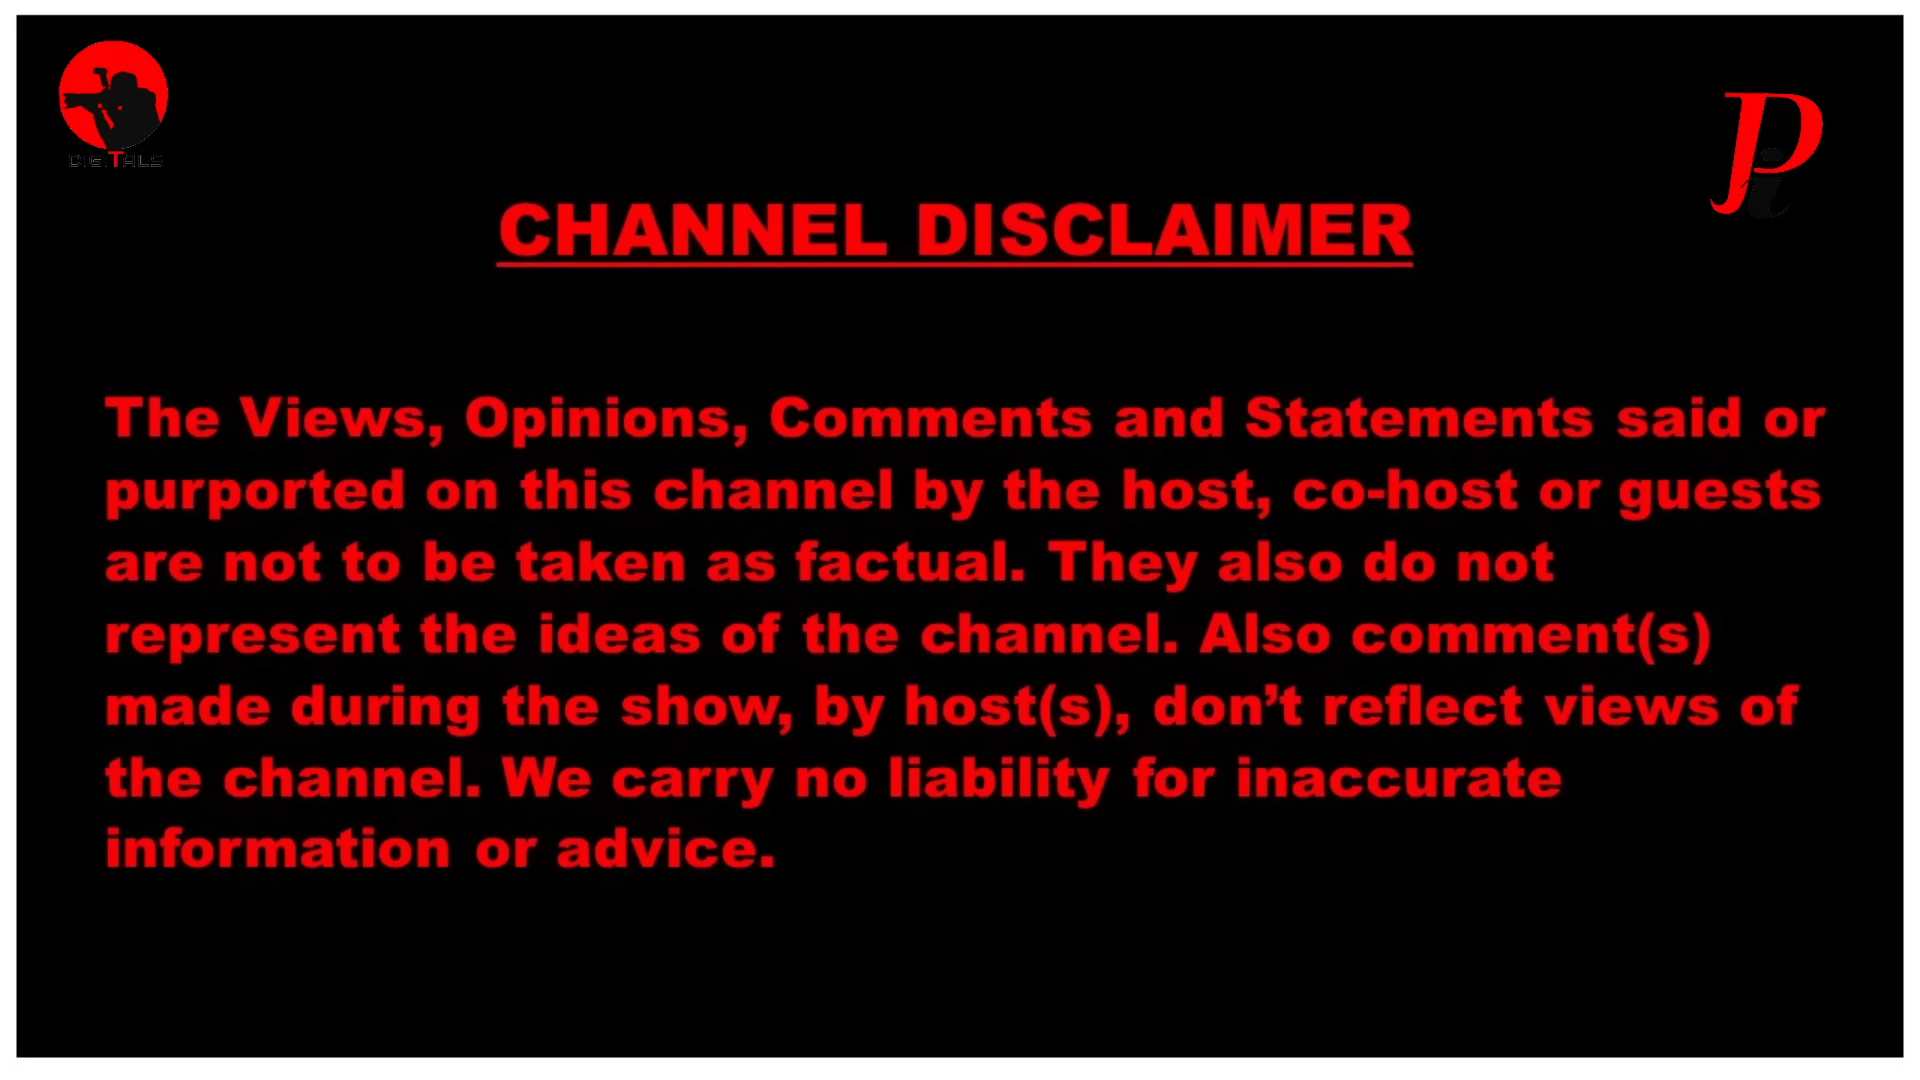 DIGITALS
Pi
CHANNEL DISCLAIMER
The Views, Opinions, Comments and Statements said or
purported on this channel by the host, co-host or guests
are not to be taken as factual. They also do not
represent the ideas of the channel. Also comment(s)
made during the show, by host(s), don’t reflect views of
the channel. We carry no liability for inaccurate
information or advice.